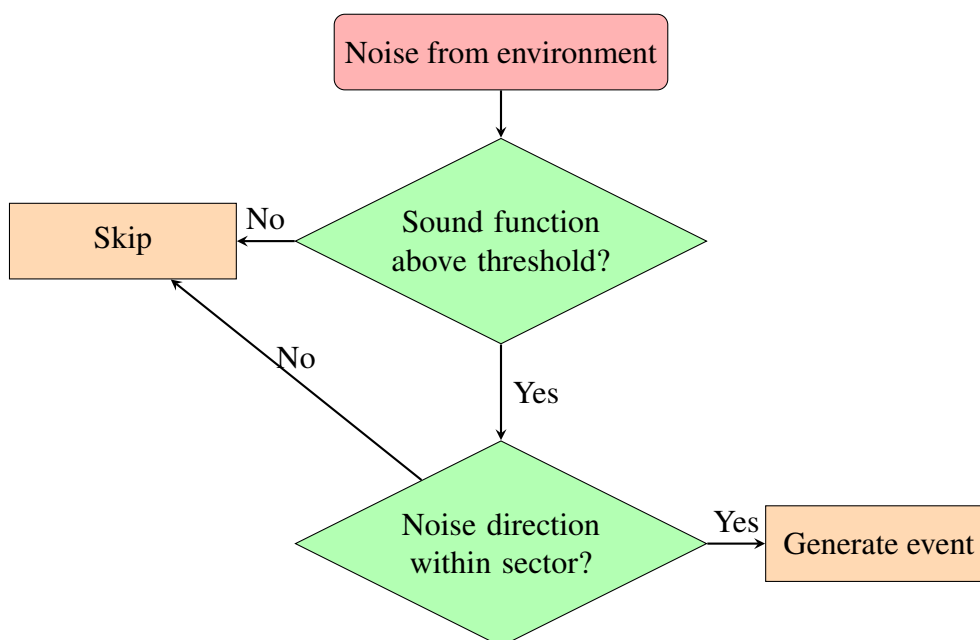 Noise from environment
Sound function
above threshold?
No
Skip
No
Yes
Noise direction
within sector?
Yes
Generate event